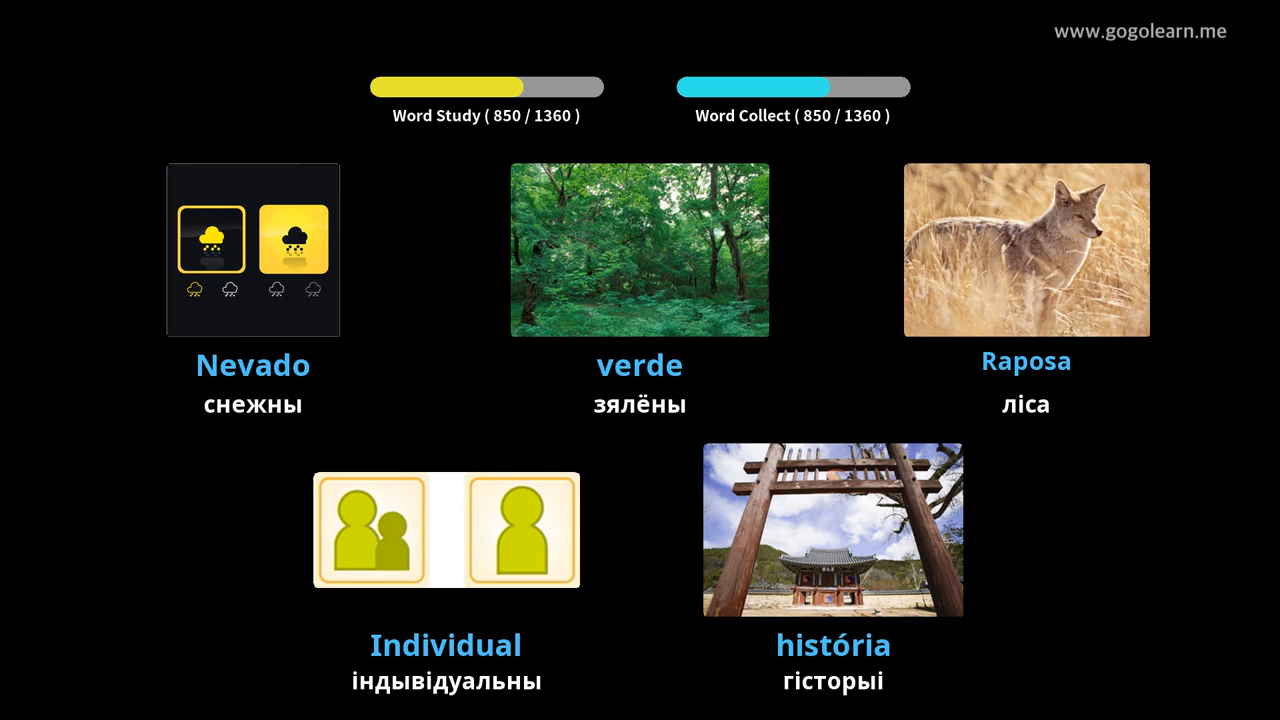 www.gogolearn.me
Word Study ( 850 / 1360 )
Word Collect ( 850 / 1360 )
Nevado
снежны
verde
зялёны
Raposa
ліса
Individual
індывідуальны
história
гісторыі